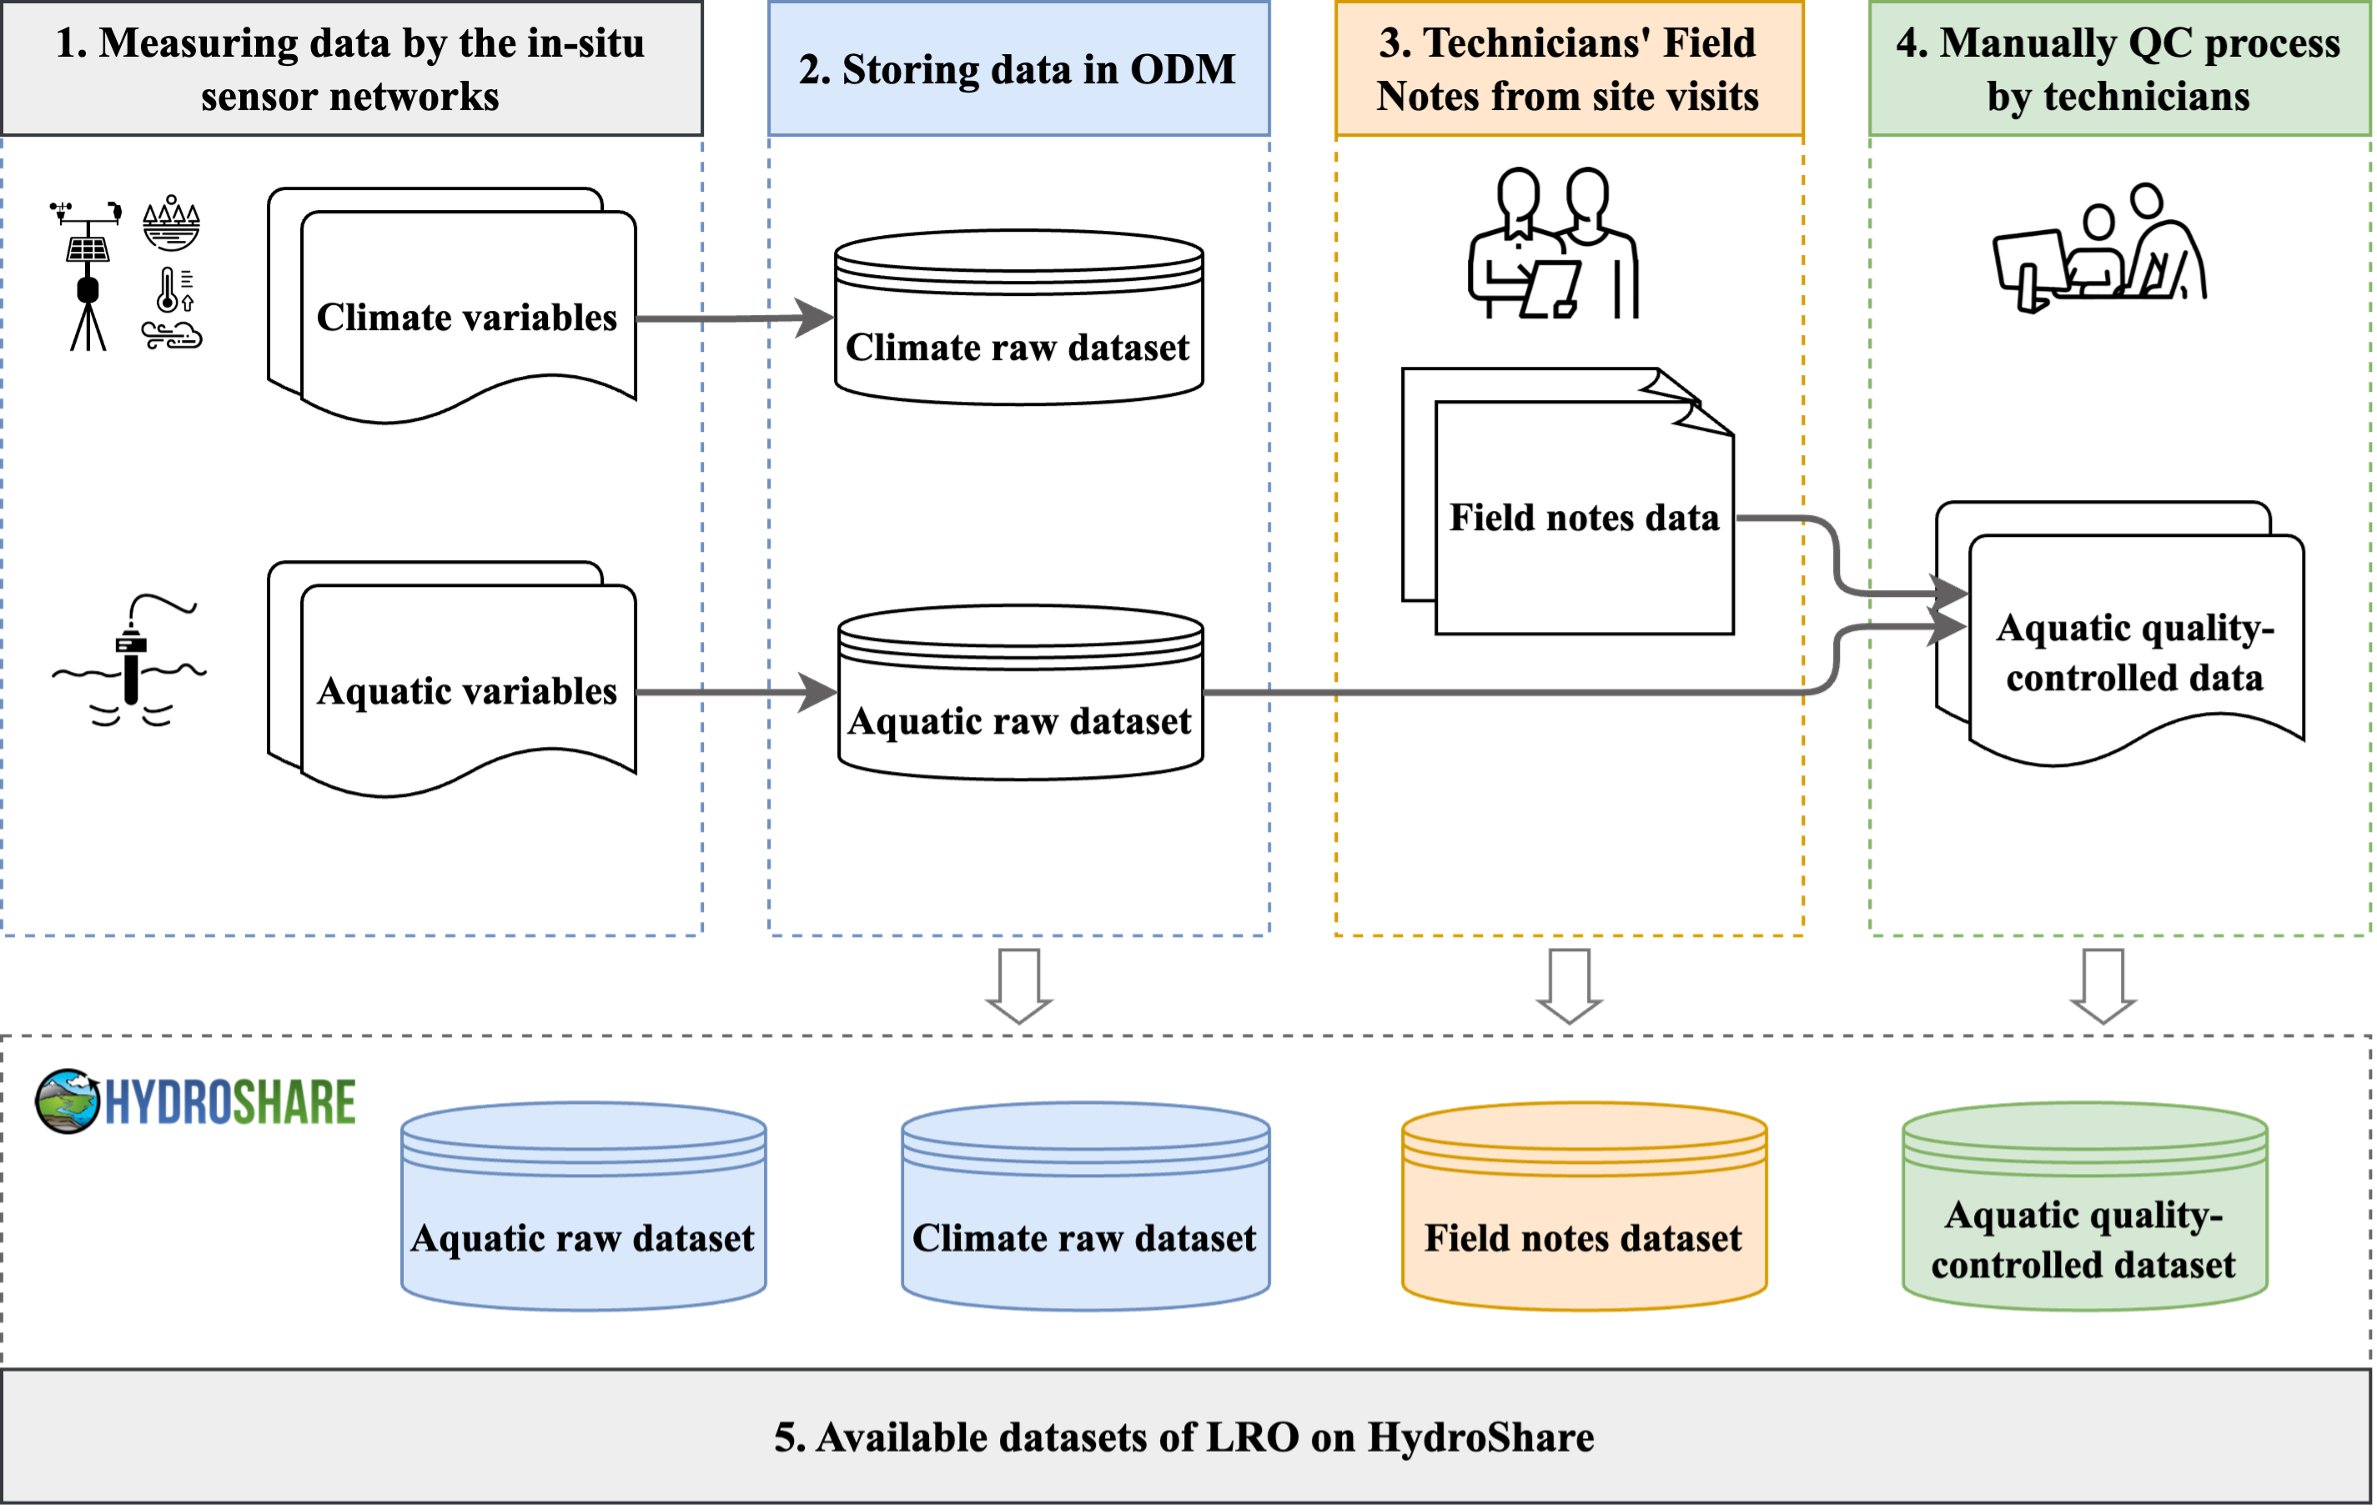 1. Measuring data by the in-situ
sensor networks
2. Storing data in ODM
3. Technicians' Field
Notes from site visits
4. Manually QC process
by technicians
Climate variables
Climate raw dataset
Field notes data
Aquatic variables
Aquatic raw dataset
Aquatic quality-
controlled data
HYDROSHARE
Aquatic raw dataset
Climate raw dataset
Field notes dataset
Aquatic quality-
controlled dataset
5. Available datasets of LRO on HydroShare